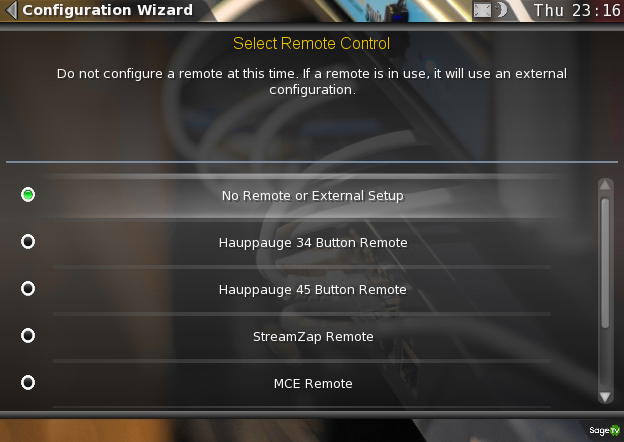 Configuration Wizard
Thu 23:16
Select Remote Control
Do not configure a remote at this time. If a remote is in use, it will use an external
configuration.
No Remote or External Setup
Hauppauge 34 Button Remote
Hauppauge 45 Button Remote
StreamZap Remote
MCE Remote
SageTV